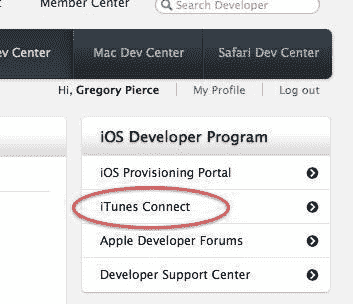 Member Center
Search Developer
ev Center
Mac Dev Center
Safari Dev Center
Hi, Gregory Pierce
My Profile
Log out
iOS Developer Program
iOS Provisioning Portal
iTunes Connect
Apple Developer Forums
Developer Support Center